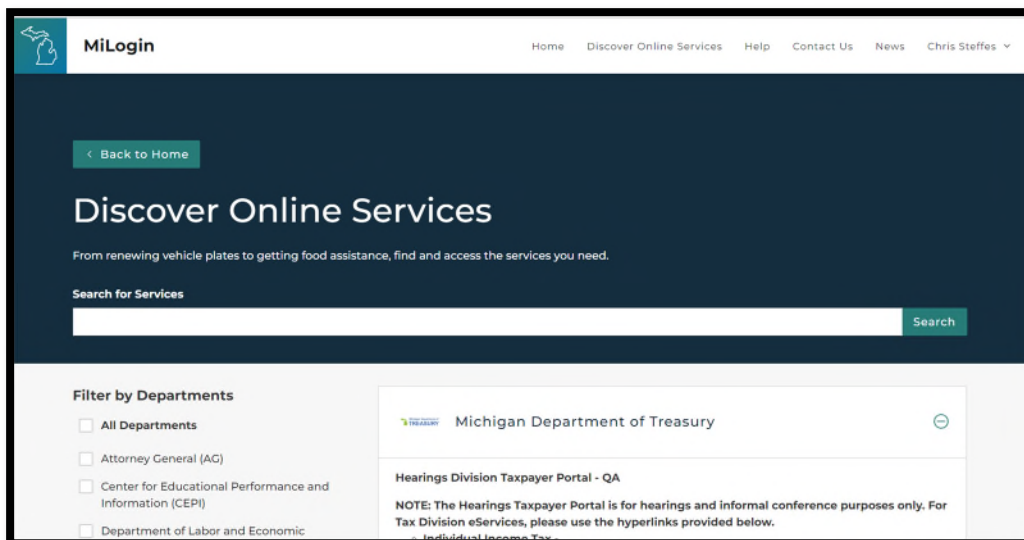 MiLogin
Home Discover Online Services Help Contact Us News Chris Steffes
Back to Home
Discover Online Services
From renewing vehicle plates to getting food assistance, find and access the services you need.
Search for Services
Search
Filter by Departments
All Departments
Attorney General (AG)
Center for Educational Performance and
Information (CEPI)
Department of Labor and Economic
TREASURY Michigan Department of Treasury
Hearings Division Taxpayer Portal - QA
NOTE: The Hearings Taxpayer Portal is for hearings and informal conference purposes only. For
Tax Division eServices, please use the hyperlinks provided below.
Individual Income Tax -